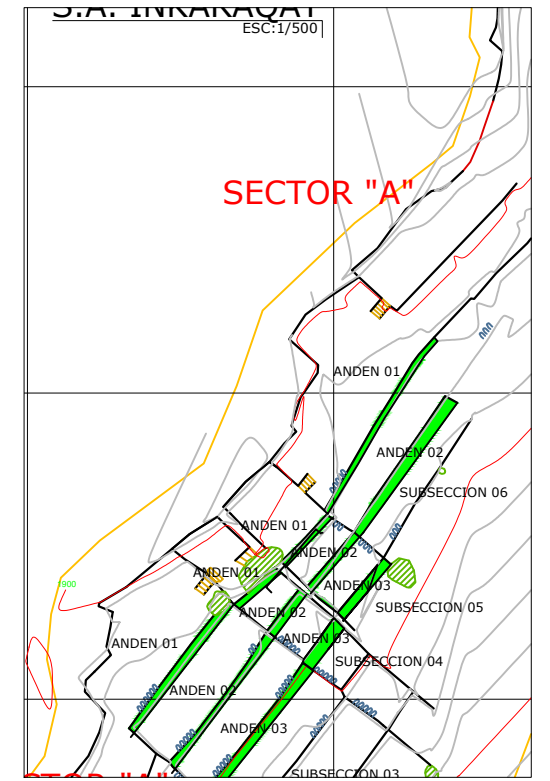 S.A. INKARAQAY
ESC:1/500
SECTOR "A"
ANDEN 01
ANDEN 02
SUBSECCION 06
ANDEN 01
ANDEN 02
ANDEN 01
ANDEN 03
SUBSECCION 05
ANDEN 02
ANDEN 03
ANDEN 01
SUBSECCION 04
ANDEN 02
ANDEN 03
SUBSECCION 03
SECTOR "A"